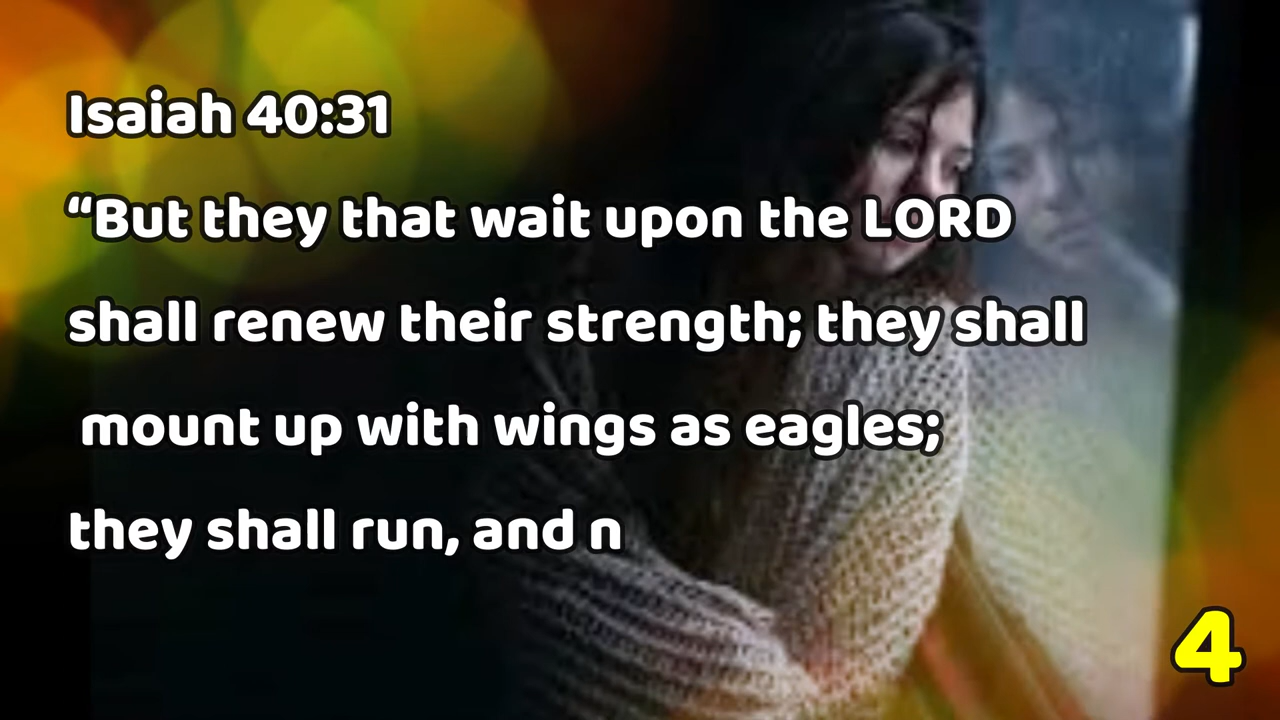 Isaiah 40:31
“But they that wait upon the LORD
shall renew their strength; they shall
mount up with wings as eagles;
they shall run, and n
4